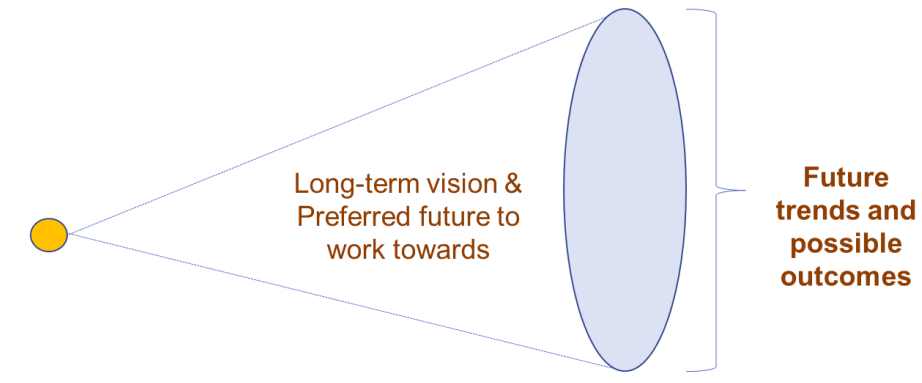 Long-term vision &
Preferred future to
work towards
Future
trends and
possible
outcomes